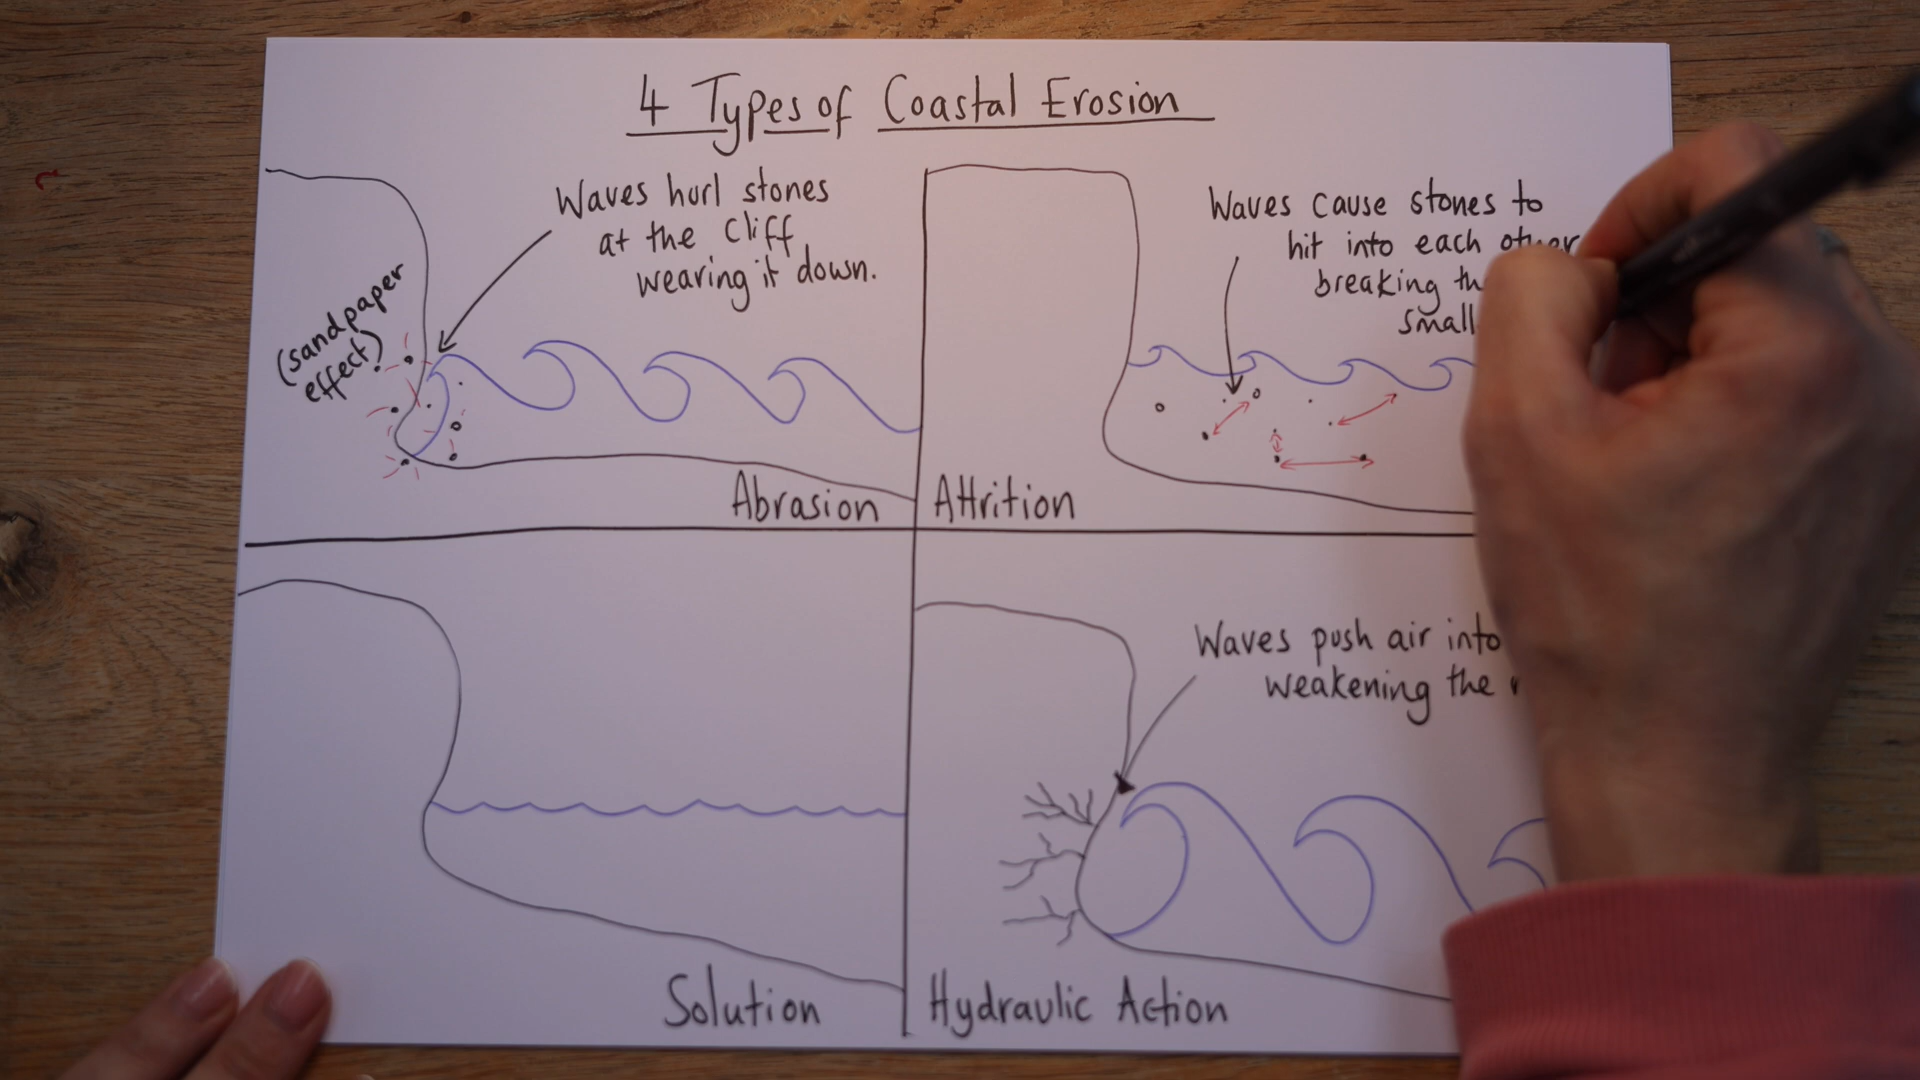 4 Types of Coastal Erosion
Waves hurl stones
at the cliff
wearing it down.
(sandpaper
effect)
Abrasion
Waves cause stones to
hit into each other
breaking
Attrition
Solution
Waves push air into
weakening the
Hydraulic Action